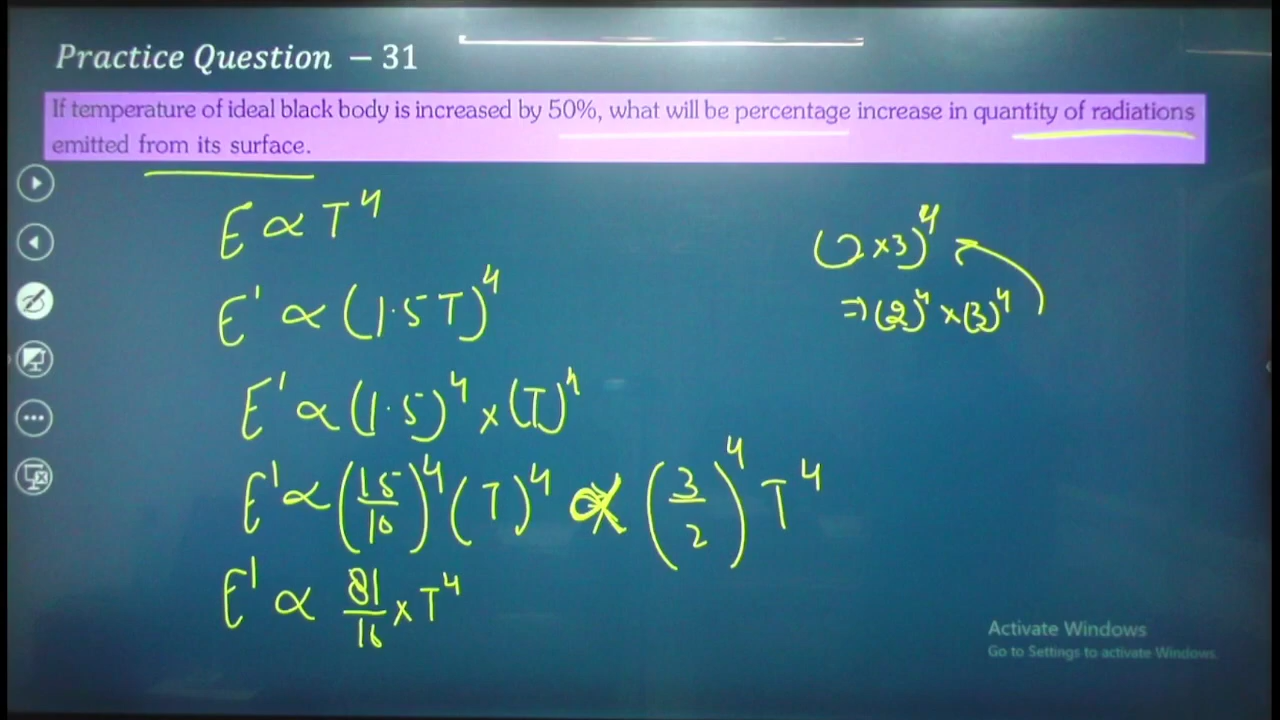 Practice Question – 31
If temperature of ideal black body is increased by 50%, what will be percentage increase in quantity of radiations
emitted from its surface.
E ∝ T⁴
E' ∝ (1.5 T)⁴
E' ∝ (1.5)⁴ × (T)⁴
E' ∝ (15/10)⁴ (T)⁴ ∝ (3/2)⁴ T⁴
E' ∝ 81/16 × T⁴
(2 × 3)⁴
⇒ (2)⁴ × (3)⁴
Activate Windows
Go to Settings to activate Windows.